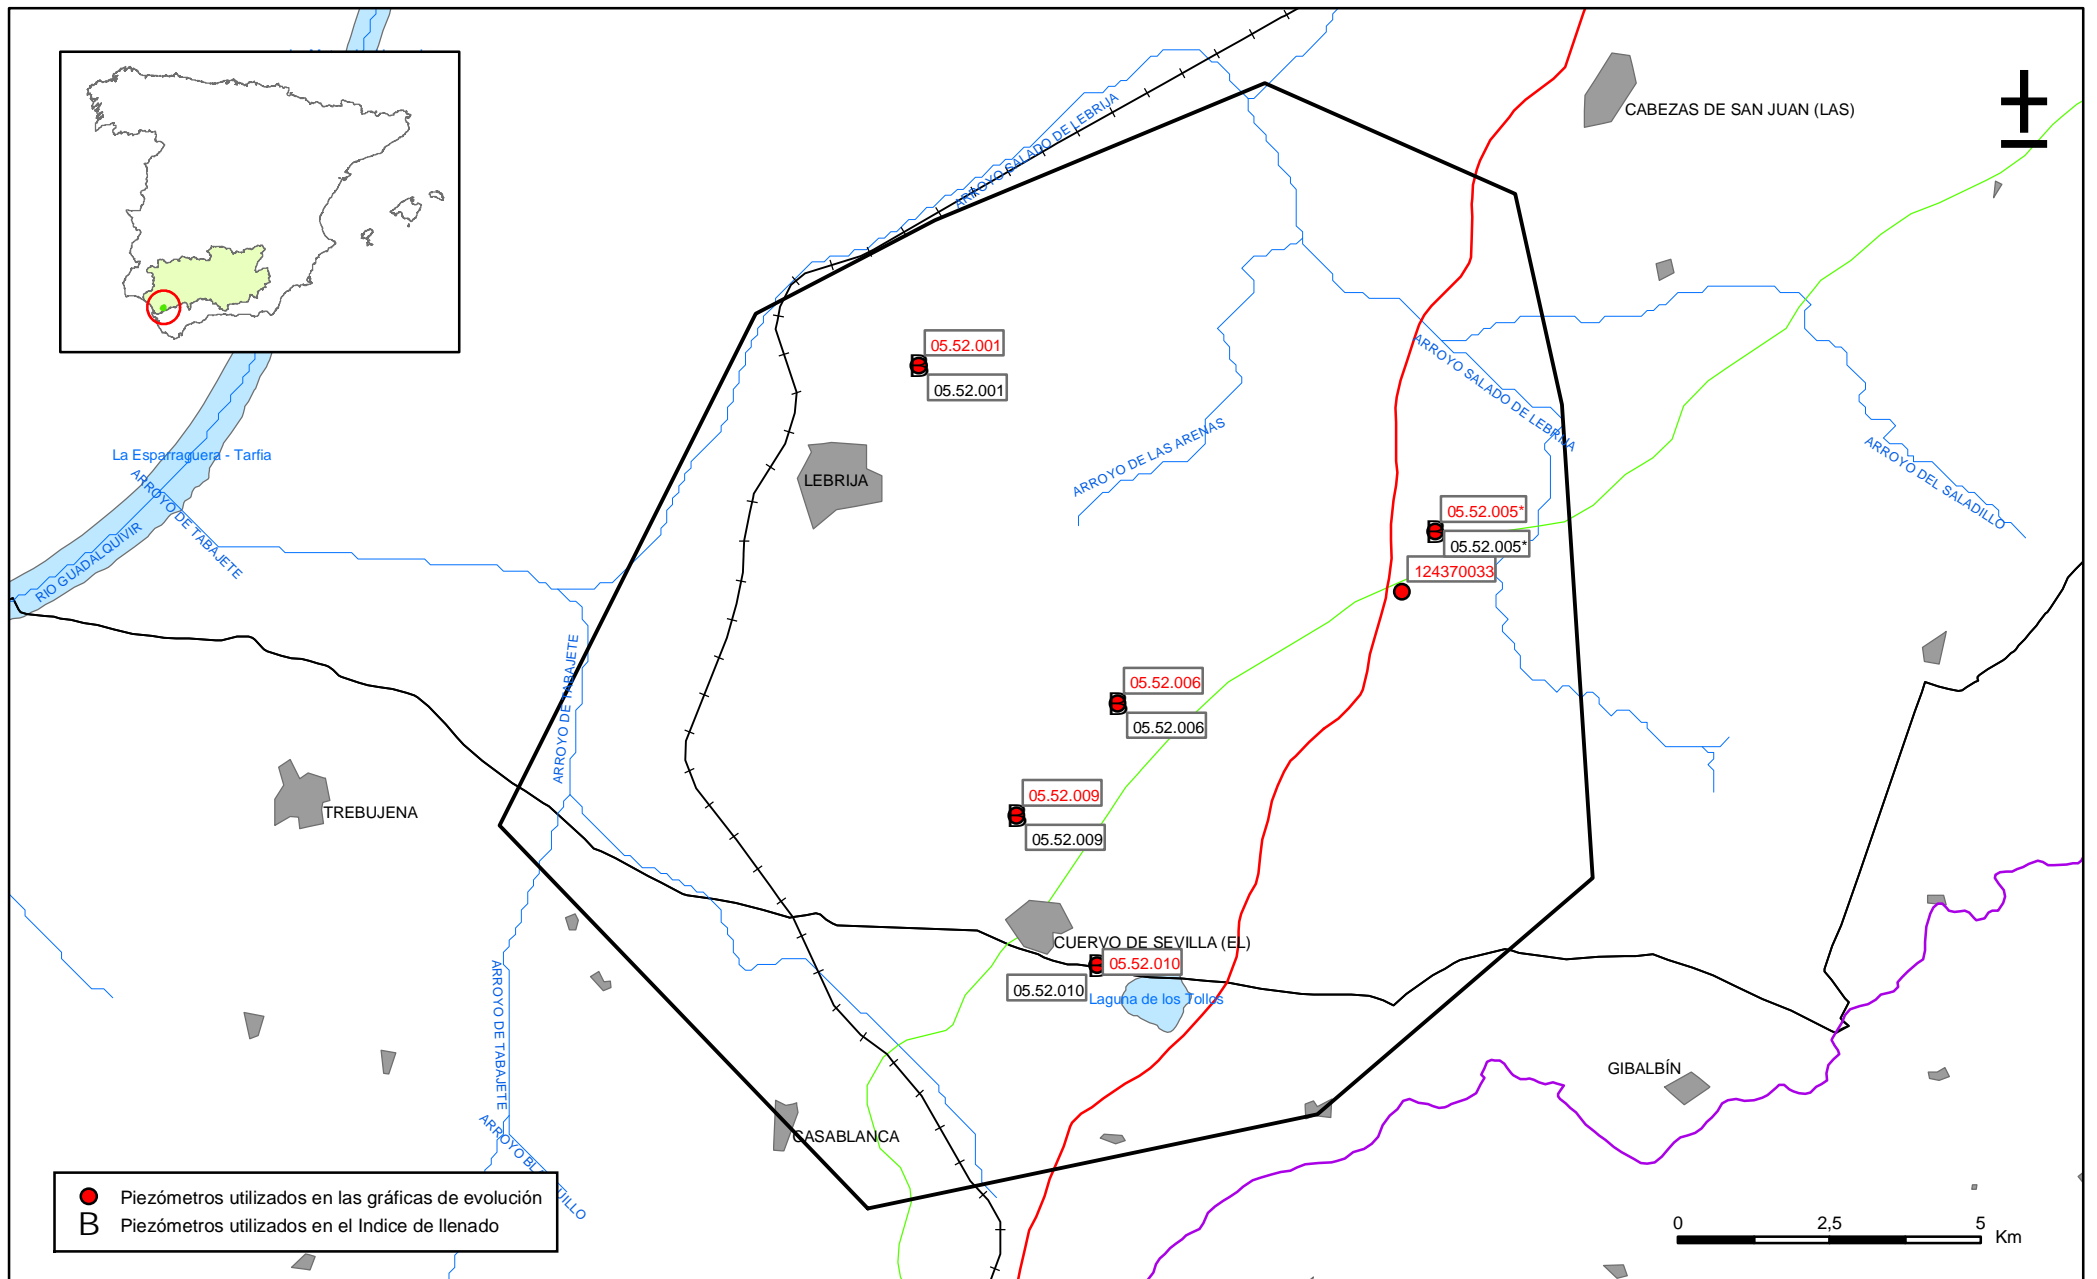 CABEZAS DE SAN JUAN (LAS)
ARROYO SALADO DE LEBRIJA
05.52.001
05.52.001
ARROYO SALADO DE LEBRIJA
ARROYO DE LAS ARENAS
ARROYO DEL SALADILLO
La Esparraguera - Tarfia
ARROYO DE TABAJETE
RIO GUADALQUIVIR
LEBRIJA
05.52.005*
05.52.005*
124370033
ARROYO DE TABAJETE
05.52.006
05.52.006
05.52.009
05.52.009
TREBUJENA
CUERVO DE SEVILLA (EL)
05.52.010
05.52.010
Laguna de los Tollos
ARROYO DE TABAJETE
GIBALBÍN
CASABLANCA
ARROYO
Piezómetros utilizados en las gráficas de evolución
B Piezómetros utilizados en el Indice de llenado
0 2,5 5
Km